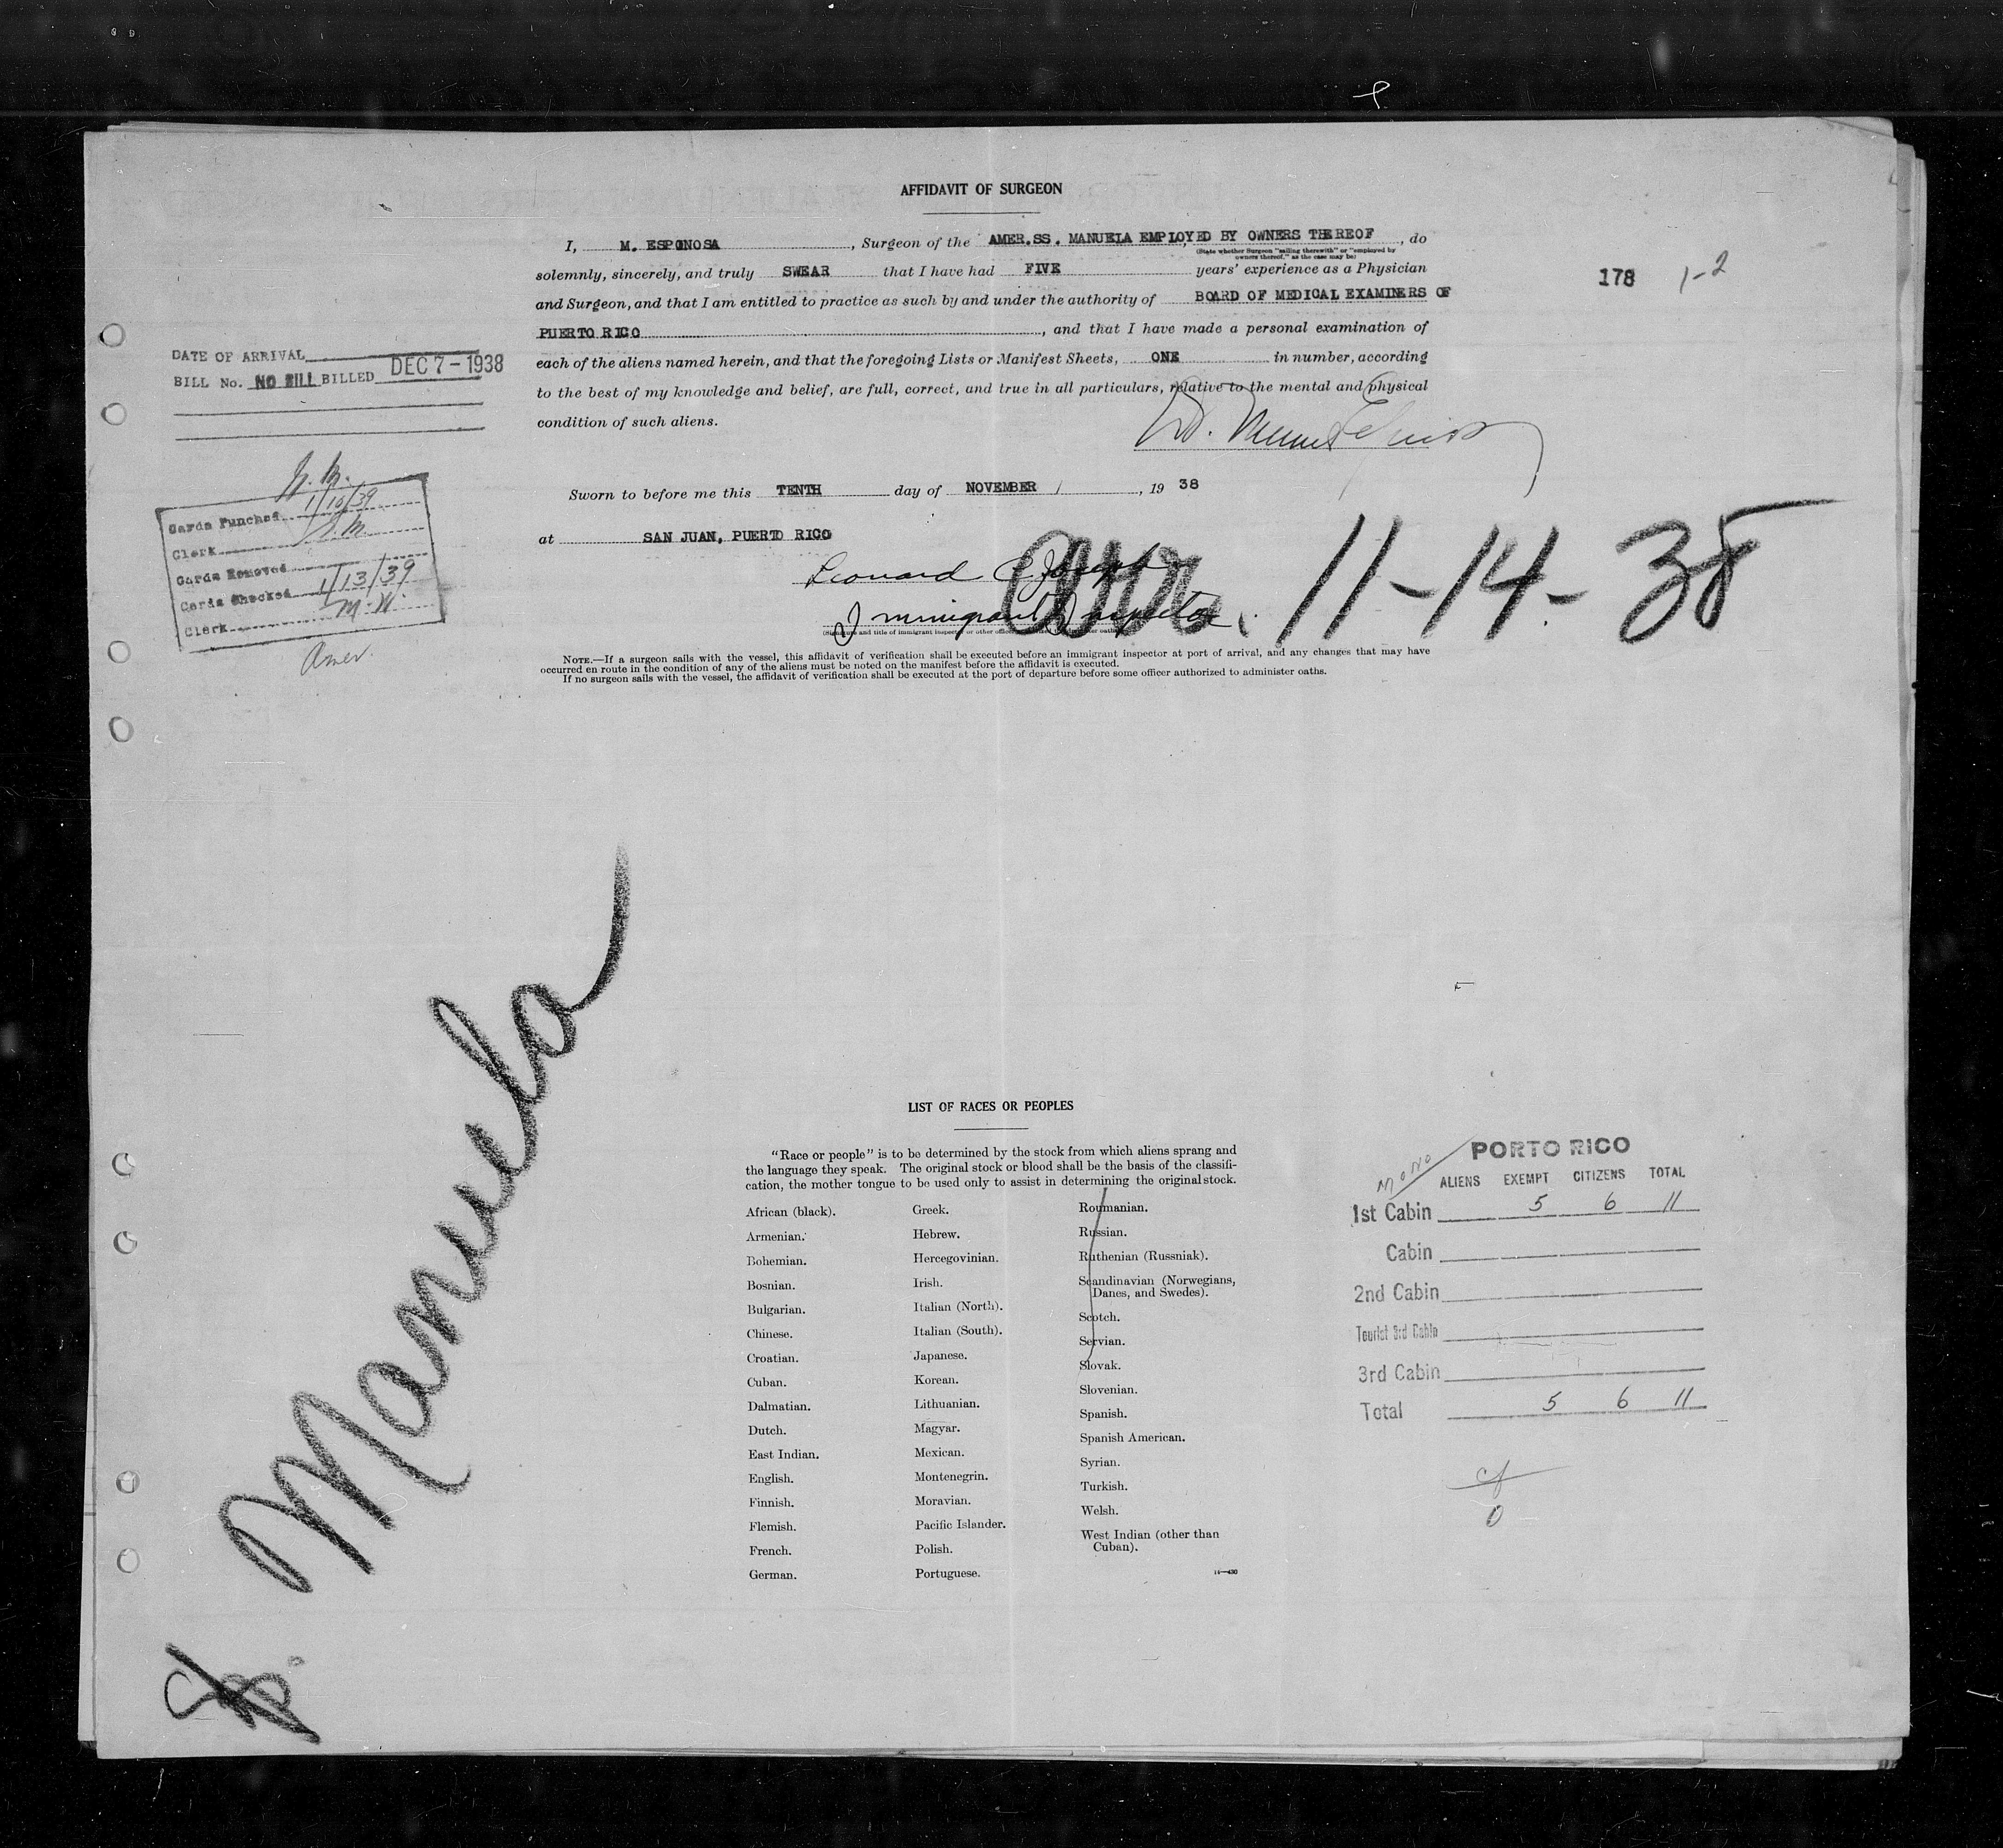 AFFIDAVIT OF SURGEON
I, M. ESPONOSA, Surgeon of the AMER.SS. MANUELA EMPLOYED BY OWNERS THEREOF, do
(State whether Surgeon "sailing therewith" or "employed by
owners thereof," as the case may be)
solemnly, sincerely, and truly SWEAR that I have had FIVE years' experience as a Physician
and Surgeon, and that I am entitled to practice as such by and under the authority of BOARD OF MEDICAL EXAMINERS OF
PUERTO RICO, and that I have made a personal examination of
each of the aliens named herein, and that the foregoing Lists or Manifest Sheets, ONE in number, according
to the best of my knowledge and belief, are full, correct, and true in all particulars, relative to the mental and physical
condition of such aliens.
178 1-2
DATE OF ARRIVAL
BILL No. NO BILL BILLED DEC 7-1938
Sworn to before me this TENTH day of NOVEMBER, 19 38
at SAN JUAN, PUERTO RICO
Leonard C Joseph
Immigrant Inspector
(Signature and title of immigrant inspector or other officer
11-14-38
Cards Punched 1/10/39
Clerk
Cards Removed
Cards Checked 1/13/39
Clerk M.W.
Amer.
NOTE.—If a surgeon sails with the vessel, this affidavit of verification shall be executed before an immigrant inspector at port of arrival, and any changes that may have
occurred en route in the condition of any of the aliens must be noted on the manifest before the affidavit is executed.
If no surgeon sails with the vessel, the affidavit of verification shall be executed at the port of departure before some officer authorized to administer oaths.
Manuela
LIST OF RACES OR PEOPLES
"Race or people" is to be determined by the stock from which aliens sprang and
the language they speak. The original stock or blood shall be the basis of the classifi-
cation, the mother tongue to be used only to assist in determining the original stock.
African (black).
Armenian.
Bohemian.
Bosnian.
Bulgarian.
Chinese.
Croatian.
Cuban.
Dalmatian.
Dutch.
East Indian.
English.
Finnish.
Flemish.
French.
German.
Greek.
Hebrew.
Hercegovinian.
Irish.
Italian (North).
Italian (South).
Japanese.
Korean.
Lithuanian.
Magyar.
Mexican.
Montenegrin.
Moravian.
Pacific Islander.
Polish.
Portuguese.
Roumanian.
Russian.
Ruthenian (Russniak).
Scandinavian (Norwegians,
Danes, and Swedes).
Scotch.
Servian.
Slovak.
Slovenian.
Spanish.
Spanish American.
Syrian.
Turkish.
Welsh.
West Indian (other than
Cuban).
PORTO RICO
ALIENS EXEMPT CITIZENS TOTAL
1st Cabin 5 6 11
Cabin
2nd Cabin
Tourist 3rd Cabin
3rd Cabin
Total 5 6 11
0